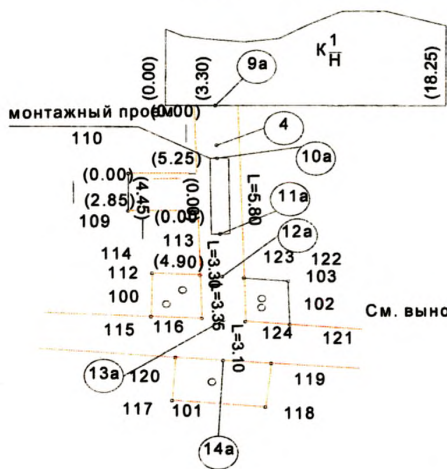 9а
К 1/Н
(0.00)
(3.30)
(18.25)
монтажный проем
(0.00)
110
4
(5.25)
10а
(0.00)
(4.45)
(2.85)
(0.00)
L=5.80
11а
109
(0.00)
113
12а
114
123
122
112
(4.90)
L=3.30
103
100
L=3.35
102
См. выно
115
116
124
121
L=3.10
13а
120
119
117
101
118
14а